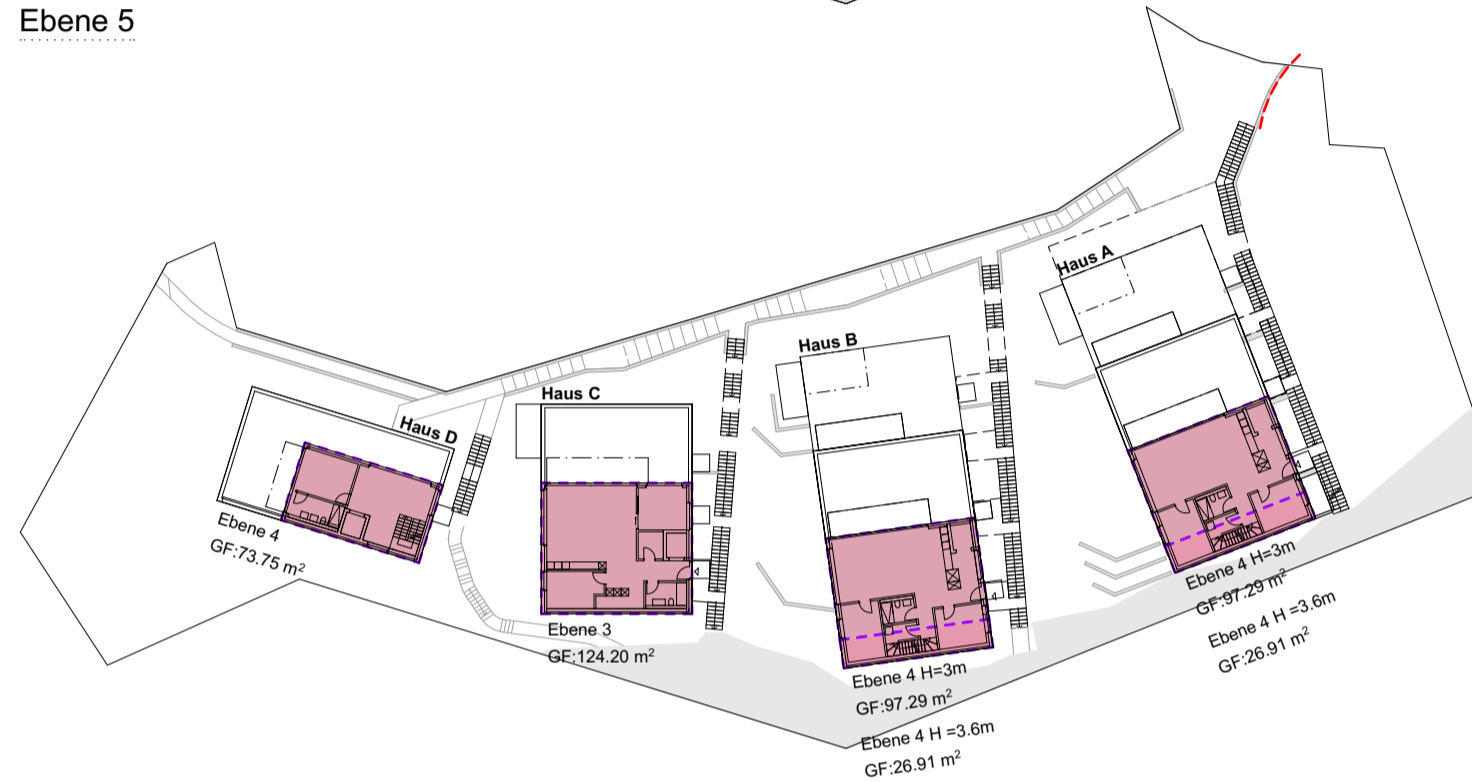 Ebene 5
Haus A
Haus B
Haus C
Haus D
Ebene 4
GF:73.75 m²
Ebene 3
GF:124.20 m²
Ebene 4 H=3m
GF:97.29 m²
Ebene 4 H =3.6m
GF:26.91 m²
Ebene 4 H=3m
GF:97.29 m²
Ebene 4 H =3.6m
GF:26.91 m²